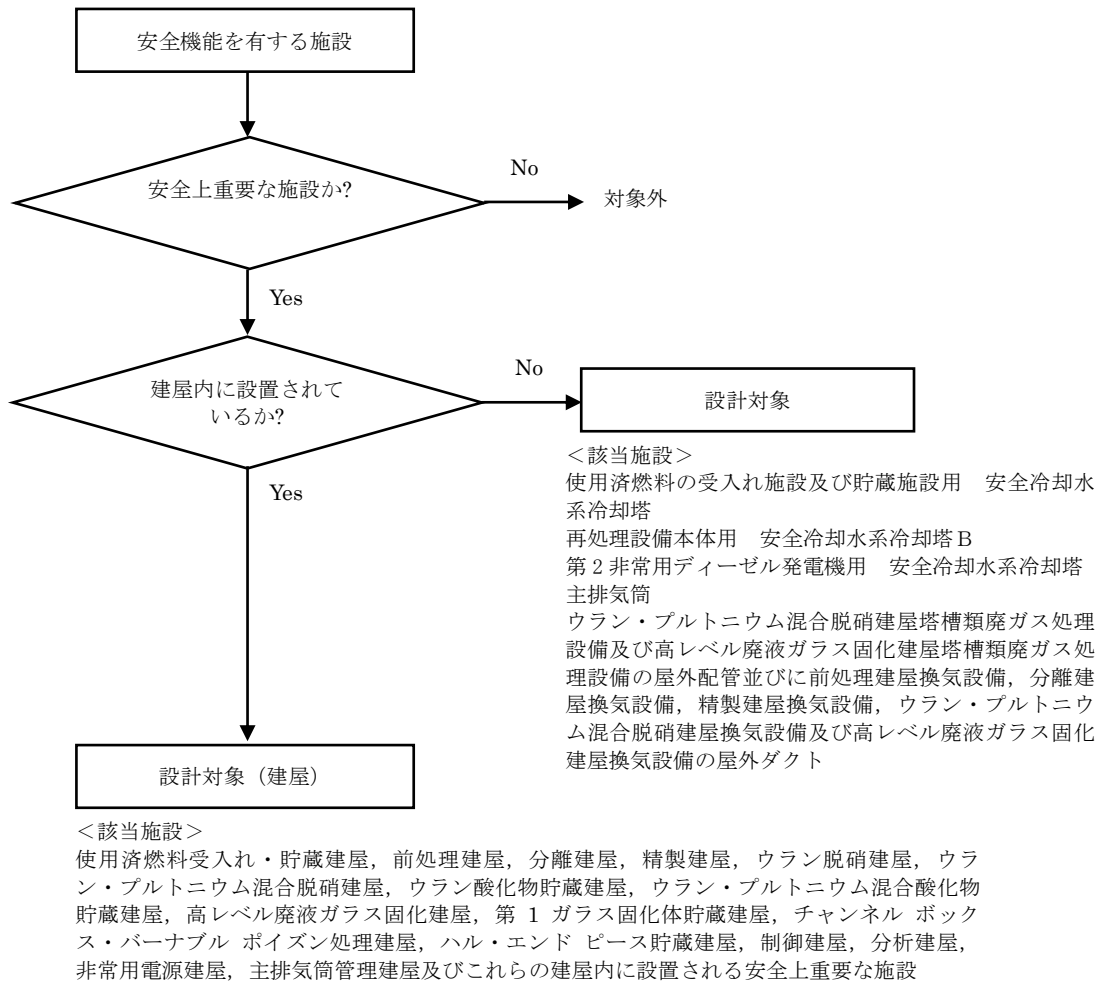 安全機能を有する施設
安全上重要な施設か?
No
対象外
Yes
建屋内に設置されて
いるか?
No
設計対象
＜該当施設＞
使用済燃料の受入れ施設及び貯蔵施設用　安全冷却水
系冷却塔
再処理設備本体用　安全冷却水系冷却塔Ｂ
第２非常用ディーゼル発電機用　安全冷却水系冷却塔
主排気筒
ウラン・プルトニウム混合脱硝建屋塔槽類廃ガス処理
設備及び高レベル廃液ガラス固化建屋塔槽類廃ガス処
理設備の屋外配管並びに前処理建屋換気設備，分離建
屋換気設備，精製建屋換気設備，ウラン・プルトニウ
ム混合脱硝建屋換気設備及び高レベル廃液ガラス固化
建屋換気設備の屋外ダクト
Yes
設計対象（建屋）
＜該当施設＞
使用済燃料受入れ・貯蔵建屋，前処理建屋，分離建屋，精製建屋，ウラン脱硝建屋，ウラ
ン・プルトニウム混合脱硝建屋，ウラン酸化物貯蔵建屋，ウラン・プルトニウム混合酸化物
貯蔵建屋，高レベル廃液ガラス固化建屋，第 1 ガラス固化体貯蔵建屋，チャンネル ボック
ス・バーナブル ポイズン処理建屋，ハル・エンド ピース貯蔵建屋，制御建屋，分析建屋，
非常用電源建屋，主排気筒管理建屋及びこれらの建屋内に設置される安全上重要な施設